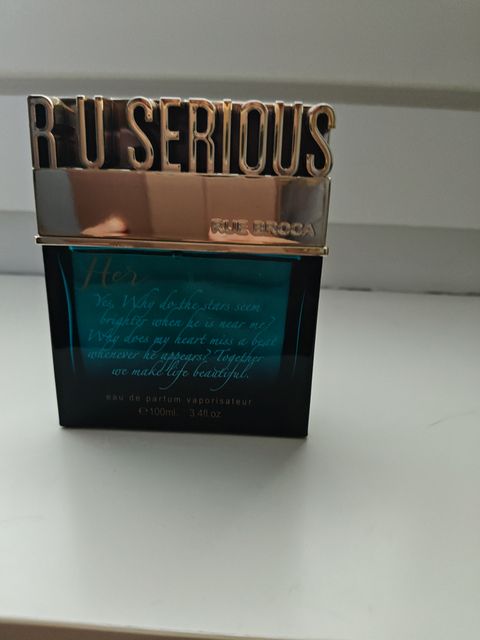 R U SERIOUS
RUE BROCA
Her
Yes, Why do the stars seem
brighter when he is near me?
Why does my heart miss a beat
whenever he appears? Together
we make life beautiful.
eau de parfum vaporisateur
℮100ml. 3.4fl.oz